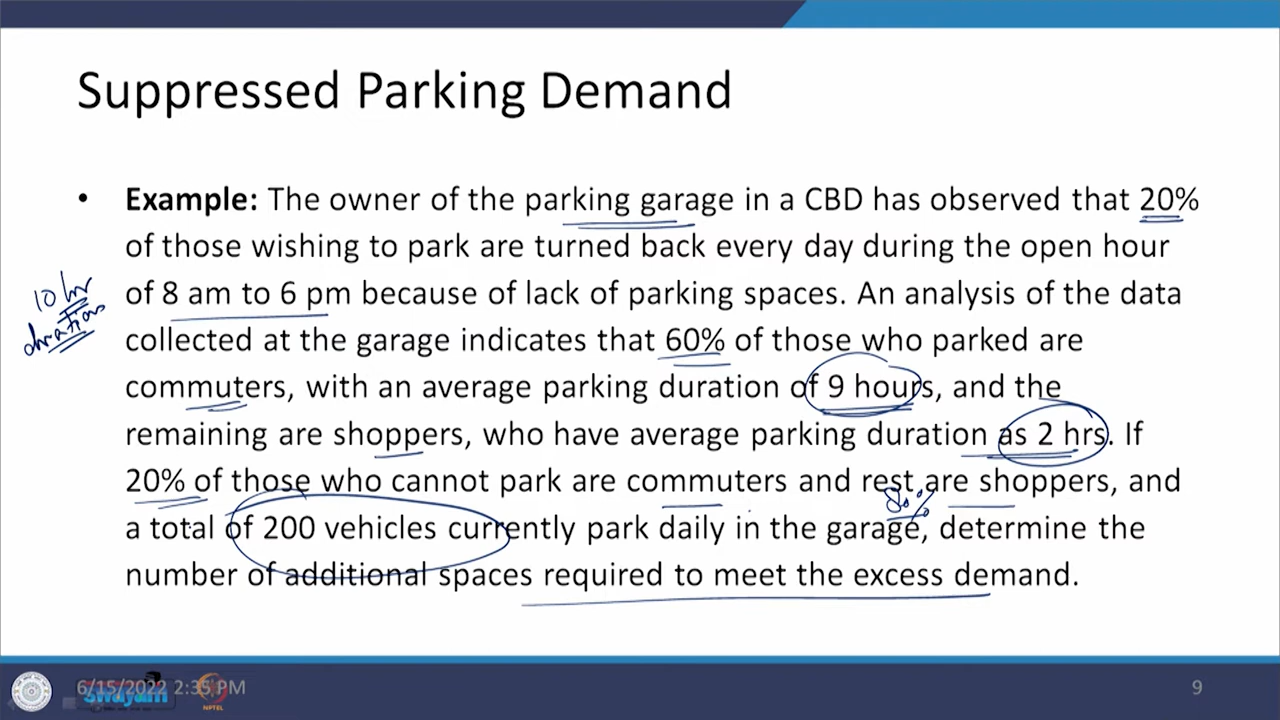 Suppressed Parking Demand
• Example: The owner of the parking garage in a CBD has observed that 20%
of those wishing to park are turned back every day during the open hour
of 8 am to 6 pm because of lack of parking spaces. An analysis of the data
collected at the garage indicates that 60% of those who parked are
commuters, with an average parking duration of 9 hours, and the
remaining are shoppers, who have average parking duration as 2 hrs. If
20% of those who cannot park are commuters and rest are shoppers, and
a total of 200 vehicles currently park daily in the garage, determine the
number of additional spaces required to meet the excess demand.
10 hr
duration
80%
6/15/2022 2:35 PM
swayam
NPTEL
9